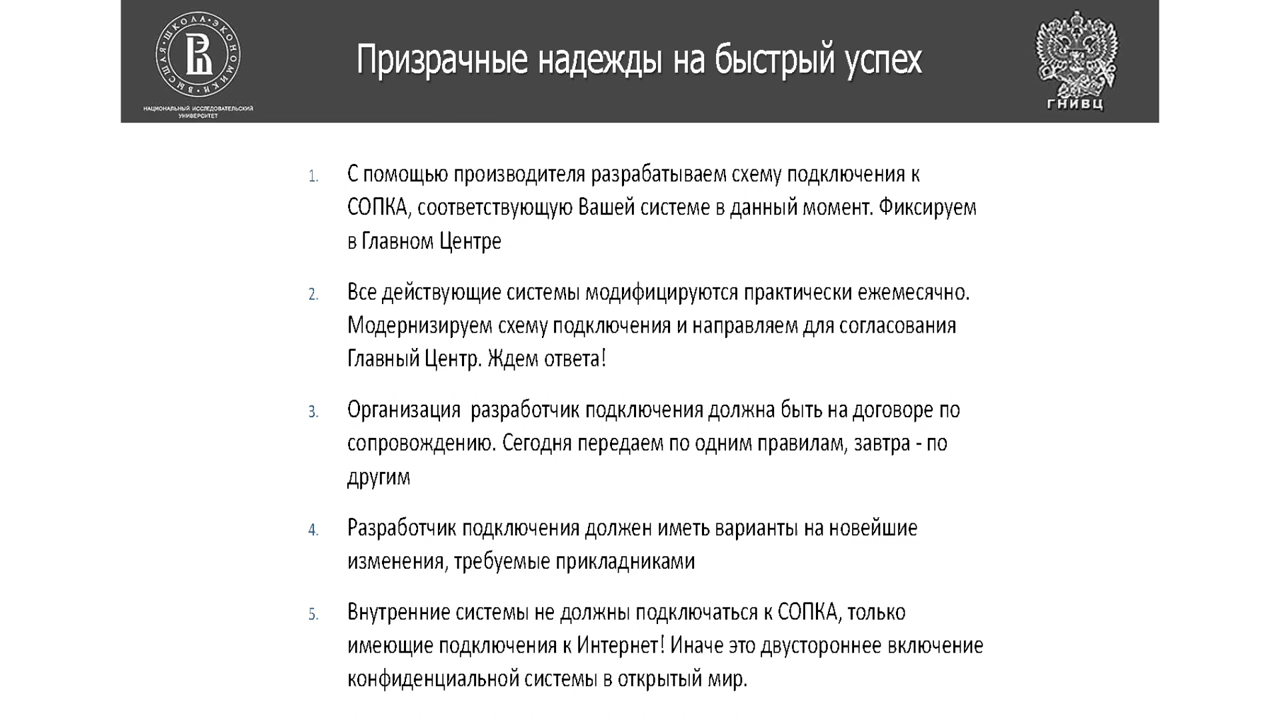 ВЫСШАЯ·ШКОЛА·ЭКОНОМИКИ
НАЦИОНАЛЬНЫЙ ИССЛЕДОВАТЕЛЬСКИЙ
УНИВЕРСИТЕТ
Призрачные надежды на быстрый успех
ГНИВЦ
1. С помощью производителя разрабатываем схему подключения к
СОПКА, соответствующую Вашей системе в данный момент. Фиксируем
в Главном Центре
2. Все действующие системы модифицируются практически ежемесячно.
Модернизируем схему подключения и направляем для согласования
Главный Центр. Ждем ответа!
3. Организация разработчик подключения должна быть на договоре по
сопровождению. Сегодня передаем по одним правилам, завтра - по
другим
4. Разработчик подключения должен иметь варианты на новейшие
изменения, требуемые прикладниками
5. Внутренние системы не должны подключаться к СОПКА, только
имеющие подключения к Интернет! Иначе это двустороннее включение
конфиденциальной системы в открытый мир.